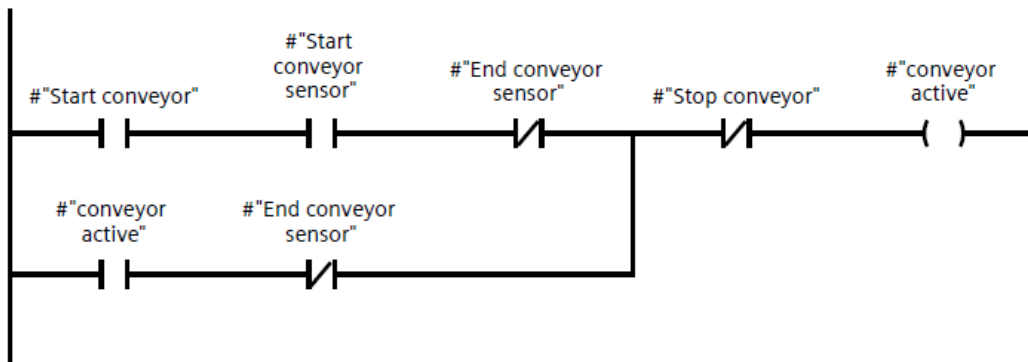 #"Start conveyor"
#"Start
conveyor
sensor"
#"End conveyor
sensor"
#"Stop conveyor"
#"conveyor
active"
#"conveyor
active"
#"End conveyor
sensor"